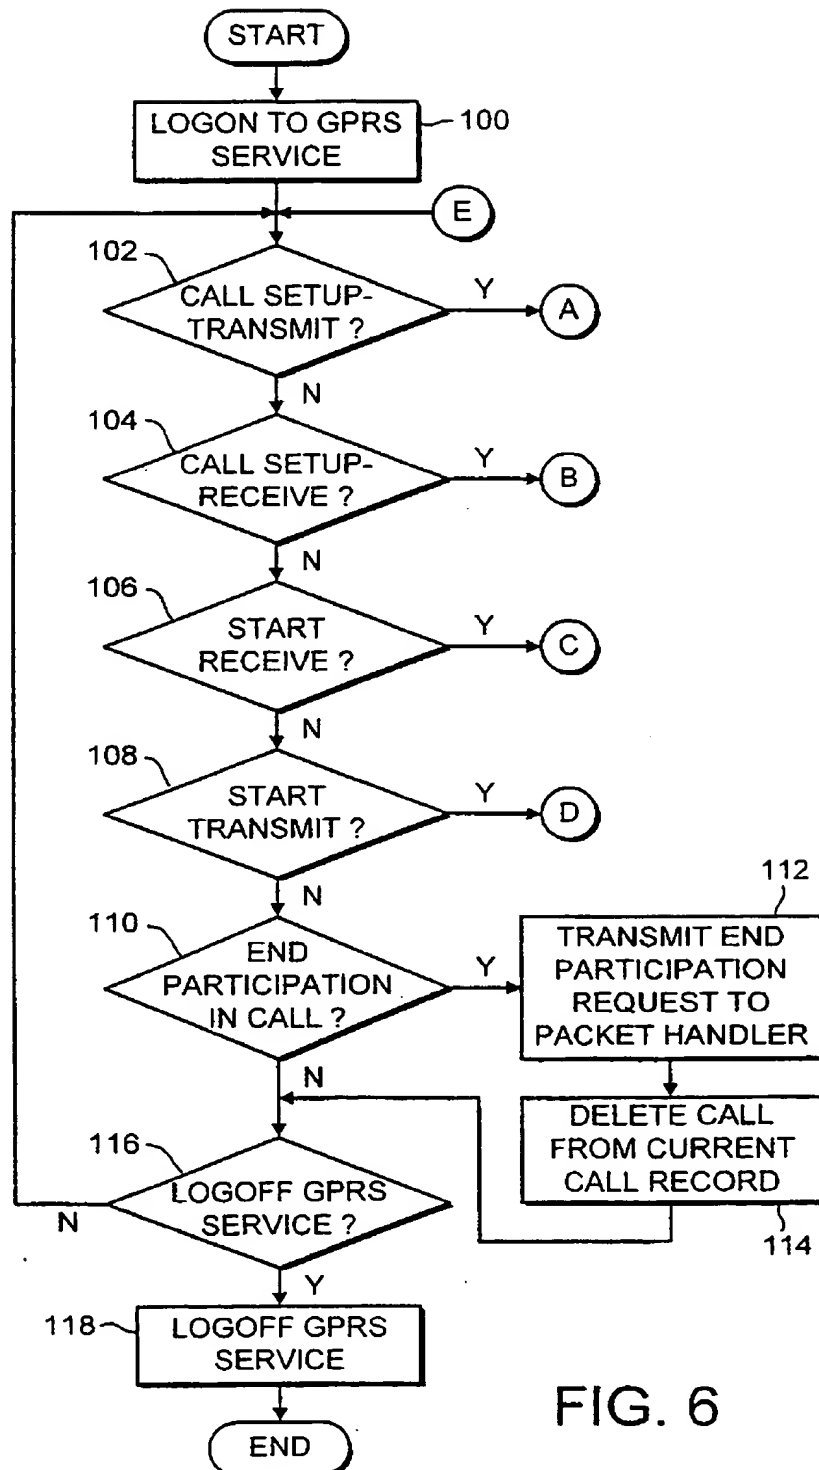 START
LOGON TO GPRS
SERVICE
100
E
102
CALL SETUP-
TRANSMIT ?
Y
A
N
104
CALL SETUP-
RECEIVE ?
Y
B
N
106
START
RECEIVE ?
Y
C
N
108
START
TRANSMIT ?
Y
D
N
110
END
PARTICIPATION
IN CALL ?
Y
112
TRANSMIT END
PARTICIPATION
REQUEST TO
PACKET HANDLER
N
DELETE CALL
FROM CURRENT
CALL RECORD
114
116
LOGOFF GPRS
SERVICE ?
N
Y
118
LOGOFF GPRS
SERVICE
END
FIG. 6